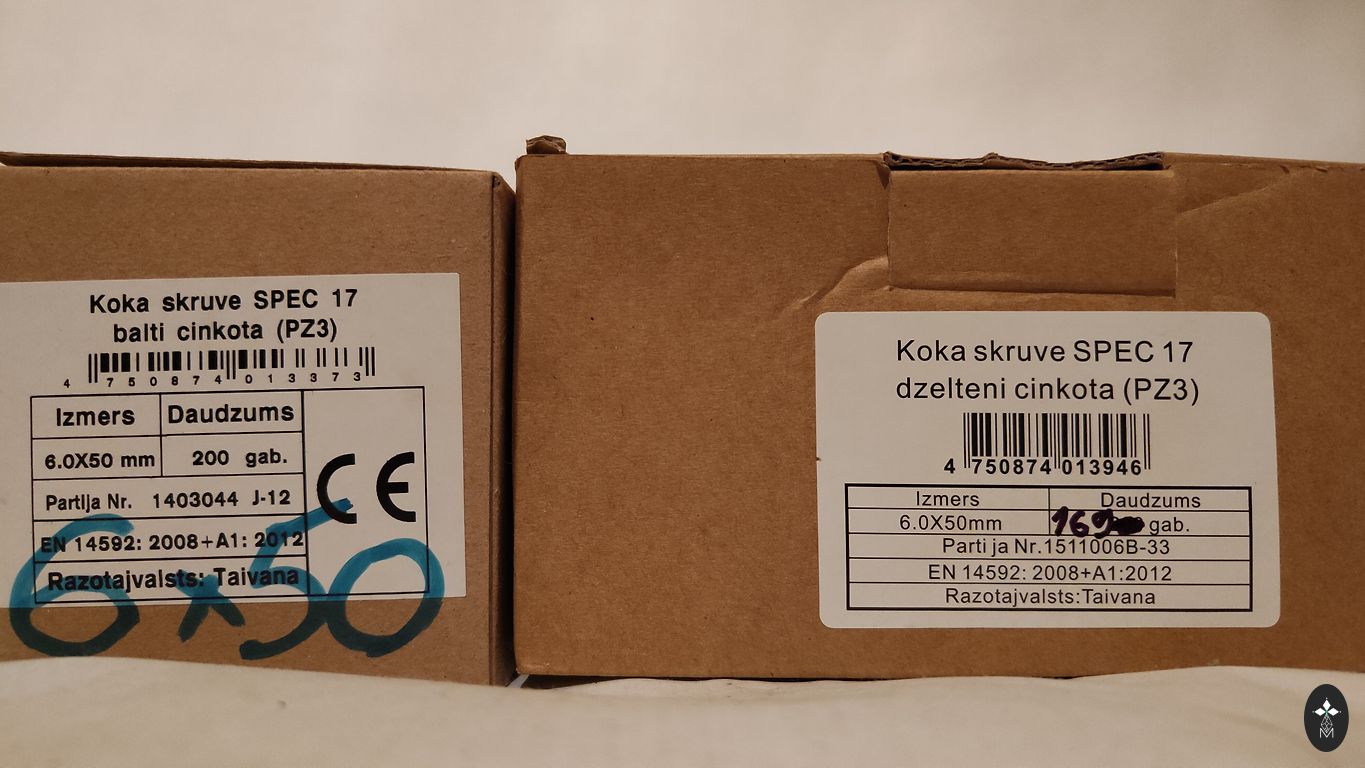 Koka skruve SPEC 17
balti cinkota (PZ3)
4 750874 013373
Izmers Daudzums
6.0X50 mm 200 gab.
Partija Nr. 1403044 J-12
EN 14592: 2008+A1: 2012
Razotajvalsts: Taivana
CE
6x50
Koka skruve SPEC 17
dzelteni cinkota (PZ3)
4 750874 013946
Izmers Daudzums
6.0X50mm 169 gab.
Parti ja Nr.1511006B-33
EN 14592: 2008+A1:2012
Razotajvalsts:Taivana
M